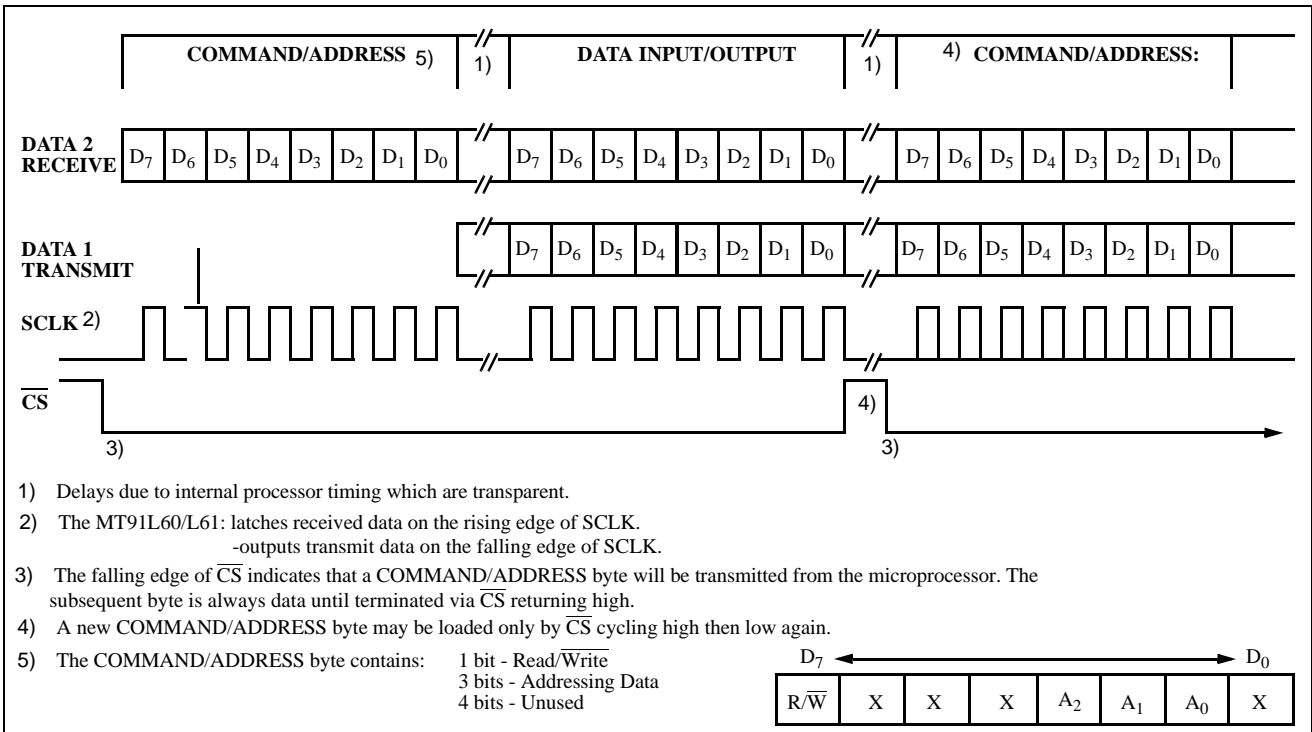 COMMAND/ADDRESS 5) 1) DATA INPUT/OUTPUT 1) 4) COMMAND/ADDRESS:
DATA 2
RECEIVE D7 D6 D5 D4 D3 D2 D1 D0 D7 D6 D5 D4 D3 D2 D1 D0 D7 D6 D5 D4 D3 D2 D1 D0
DATA 1
TRANSMIT D7 D6 D5 D4 D3 D2 D1 D0 D7 D6 D5 D4 D3 D2 D1 D0
SCLK 2)
CS 4)
3) 3)
1) Delays due to internal processor timing which are transparent.
2) The MT91L60/L61: latches received data on the rising edge of SCLK.
-outputs transmit data on the falling edge of SCLK.
3) The falling edge of CS indicates that a COMMAND/ADDRESS byte will be transmitted from the microprocessor. The
subsequent byte is always data until terminated via CS returning high.
4) A new COMMAND/ADDRESS byte may be loaded only by CS cycling high then low again.
5) The COMMAND/ADDRESS byte contains: 1 bit - Read/Write
3 bits - Addressing Data
4 bits - Unused
D7 D0
R/W X X X A2 A1 A0 X